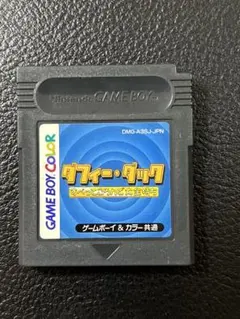 Nintendo GAME BOY
DMG-A3SJ-JPN
GAME BOY COLOR
ダフィー・ダック
ゲームボーイ & カラー 共通